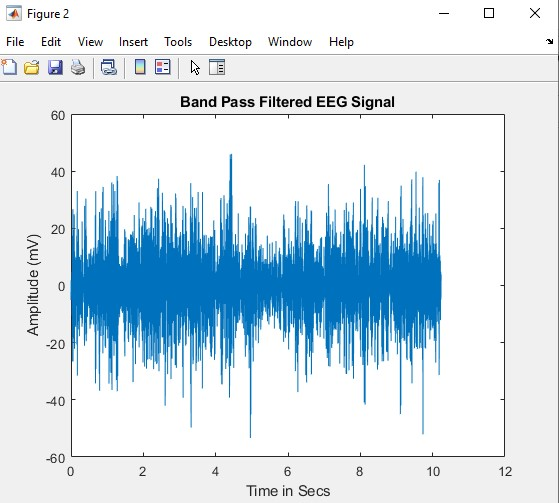 Figure 2
File Edit View Insert Tools Desktop Window Help
Band Pass Filtered EEG Signal
60
40
20
0
-20
-40
-60
Amplitude (mV)
0 2 4 6 8 10 12
Time in Secs